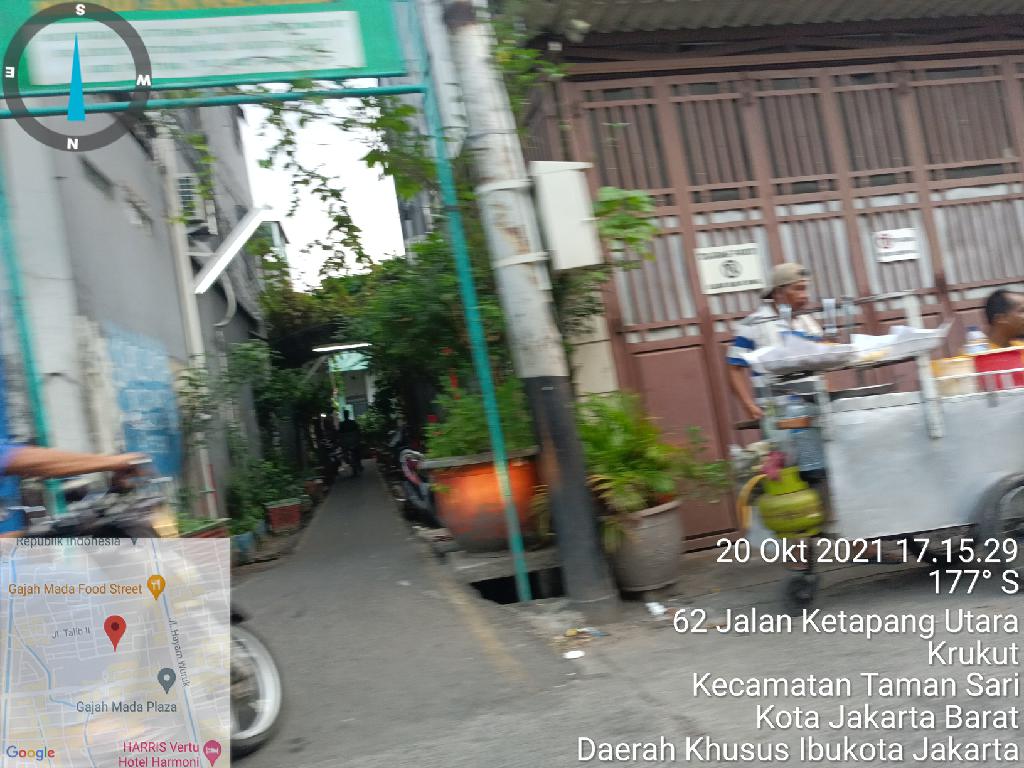 S
E
W
N
Republik Indonesia
Gajah Mada Food Street
Jl. Talib II
Jl. Hayam Wuruk
Gajah Mada Plaza
HARRIS Vertu
Hotel Harmoni
Google
20 Okt 2021 17.15.29
177° S
62 Jalan Ketapang Utara
Krukut
Kecamatan Taman Sari
Kota Jakarta Barat
Daerah Khusus Ibukota Jakarta